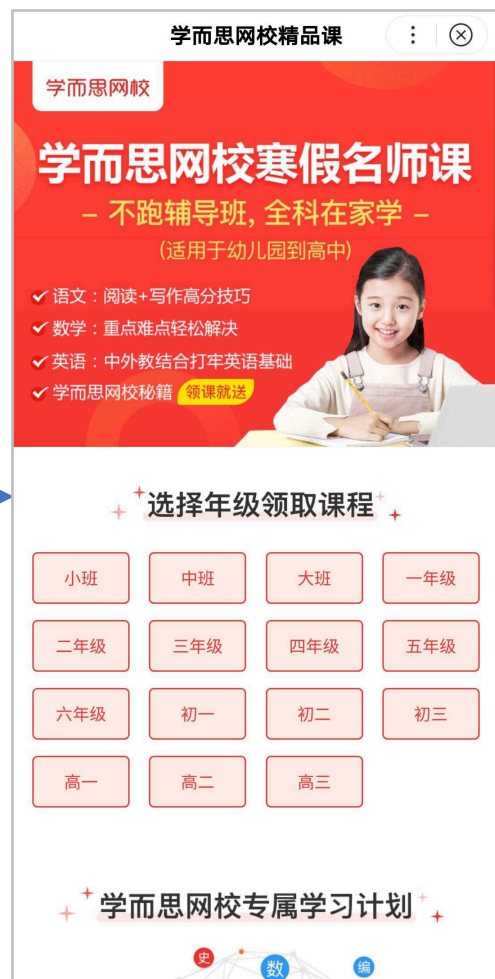 学而思网校精品课
学而思网校
学而思网校寒假名师课
– 不跑辅导班, 全科在家学 –
(适用于幼儿园到高中)
语文：阅读+写作高分技巧
数学：重点难点轻松解决
英语：中外教结合打牢英语基础
学而思网校秘籍 领课就送
选择年级领取课程
小班 中班 大班 一年级
二年级 三年级 四年级 五年级
六年级 初一 初二 初三
高一 高二 高三
学而思网校专属学习计划
史 数 编